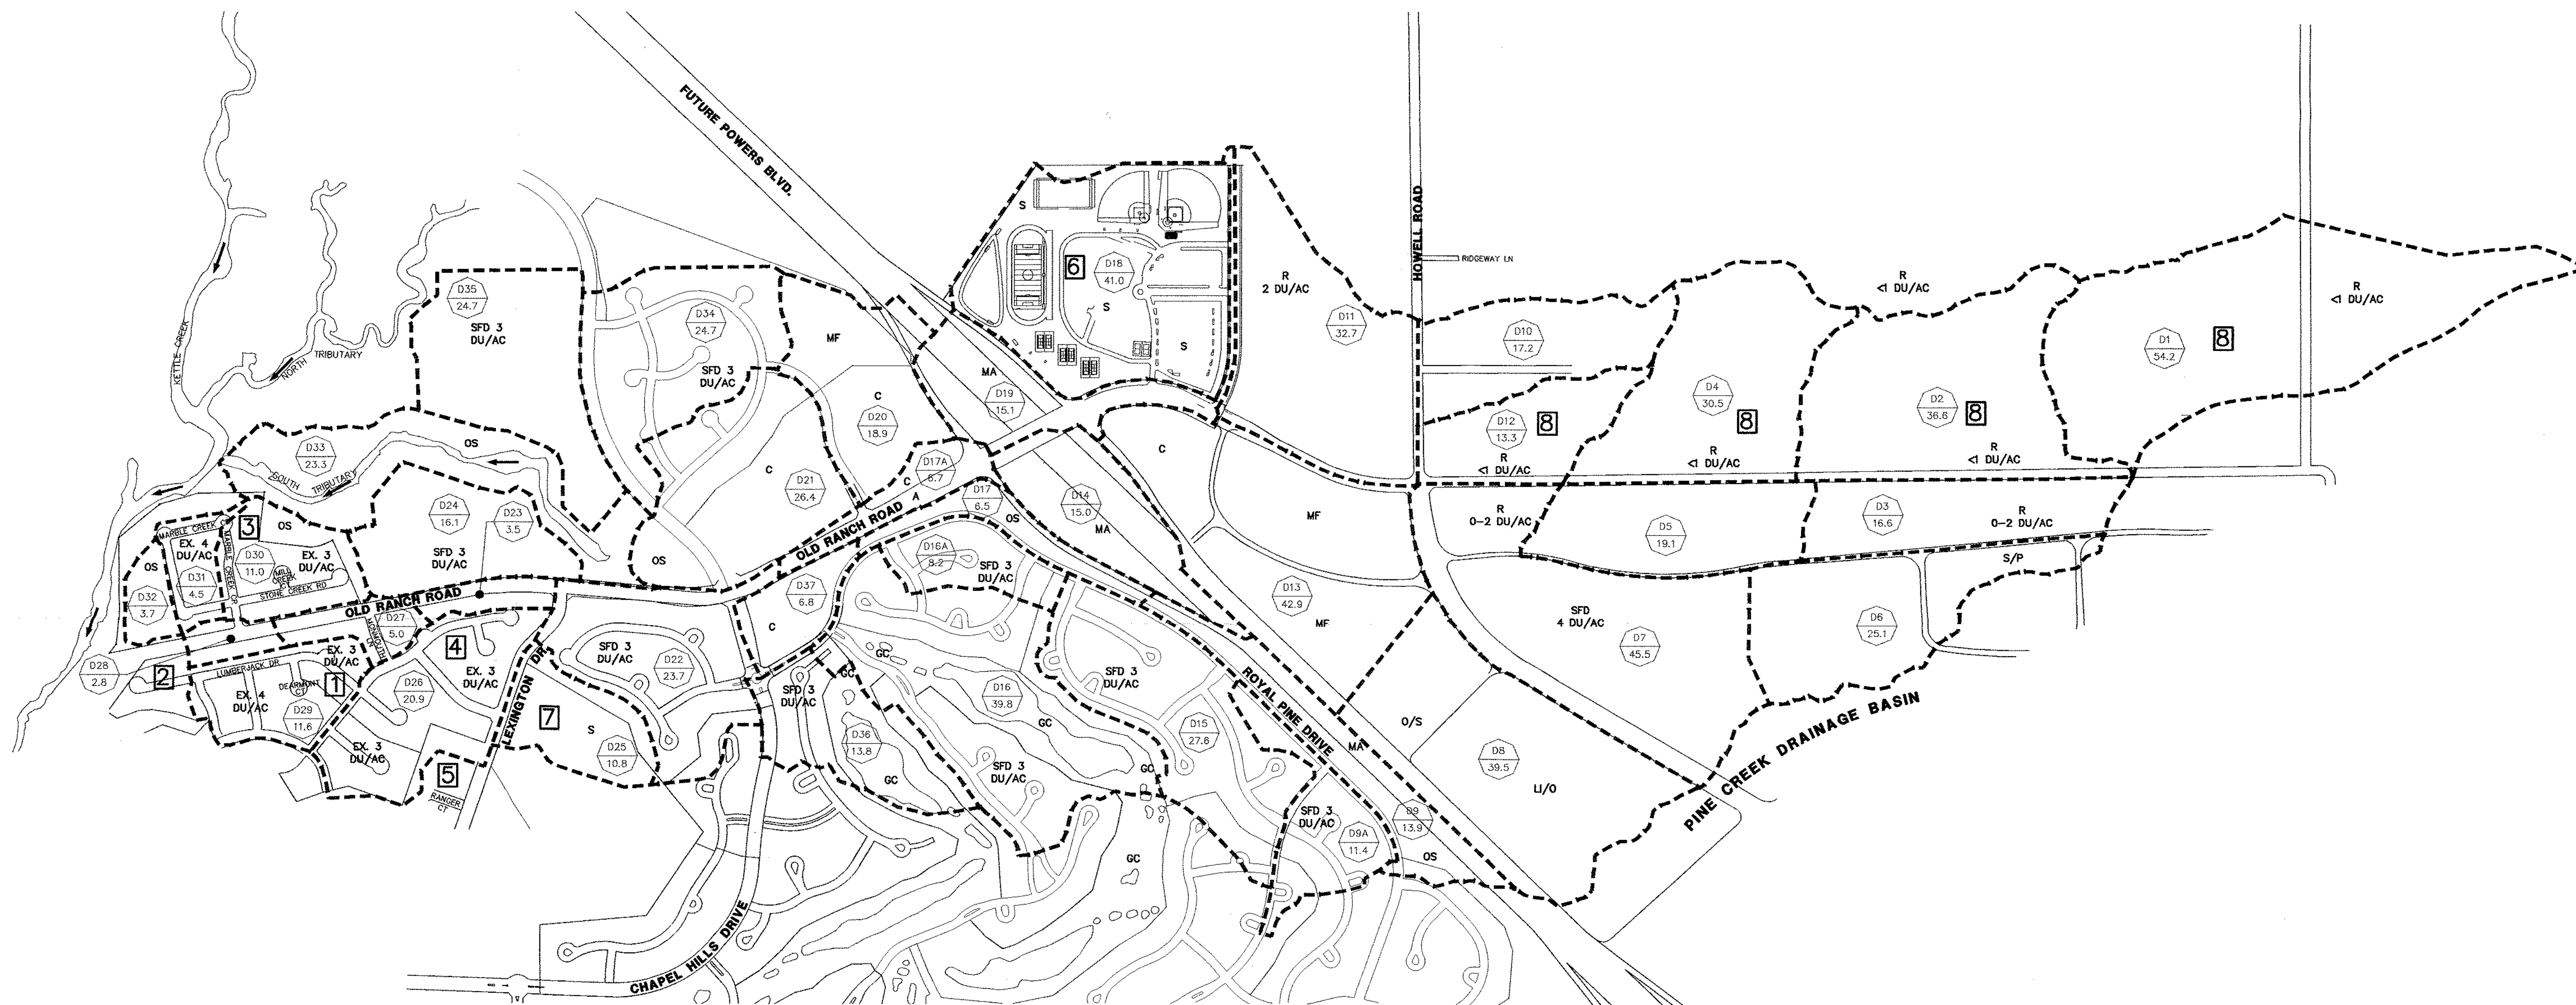 FUTURE POWERS BLVD.
HOWELL ROAD
RIDGEWAY LN
S
6
D18
41.0
S
S
R
2 DU/AC
D11
32.7
D10
17.2
R
<1 DU/AC
R
<1 DU/AC
D1
54.2
8
D35
24.7
SFD 3
DU/AC
D34
24.7
SFD 3
DU/AC
MF
KETTLE CREEK
NORTH
TRIBUTARY
MA
D19
15.1
C
D20
18.9
D12
13.3
8
D4
30.5
8
D2
36.6
8
R
<1 DU/AC
R
<1 DU/AC
R
<1 DU/AC
D33
23.3
OS
SOUTH
TRIBUTARY
C
D21
26.4
D17A
6.7
C
A
D17
6.5
OS
C
D14
15.0
MA
MF
R
0-2 DU/AC
D5
19.1
D3
16.6
R
0-2 DU/AC
S/P
D24
16.1
SFD 3
DU/AC
D23
3.5
OS
OLD RANCH ROAD
MARBLE CREEK CT
3
OS
EX. 4
DU/AC
MARBLE CREEK CR
D30
11.0
EX. 3
DU/AC
MILL
CREEK
CT
STONE CREEK RD
OS
D31
4.5
D32
3.7
OLD RANCH ROAD
D16A
8.2
SFD 3
DU/AC
D37
6.8
C
D13
42.9
MF
SFD
4 DU/AC
D7
45.5
D6
25.1
D28
2.8
2
LUMBERJACK DR
DEARMONT
CT
1
EX. 3
DU/AC
D27
5.0
MONMOUTH
LN
4
EX. 3
DU/AC
EX. 4
DU/AC
D29
11.6
D26
20.9
EX. 3
DU/AC
5
RANGER
CT
LEXINGTON DR
7
S
D25
10.8
SFD 3
DU/AC
D22
23.7
SFD 3
DU/AC
GC
GC
D36
13.8
GC
D16
39.8
GC
SFD 3
DU/AC
SFD 3
DU/AC
D15
27.6
GC
GC
ROYAL PINE DRIVE
MA
O/S
D8
39.5
LI/O
SFD 3
DU/AC
D9A
11.4
D9
13.9
OS
PINE CREEK DRAINAGE BASIN
CHAPEL HILLS DRIVE